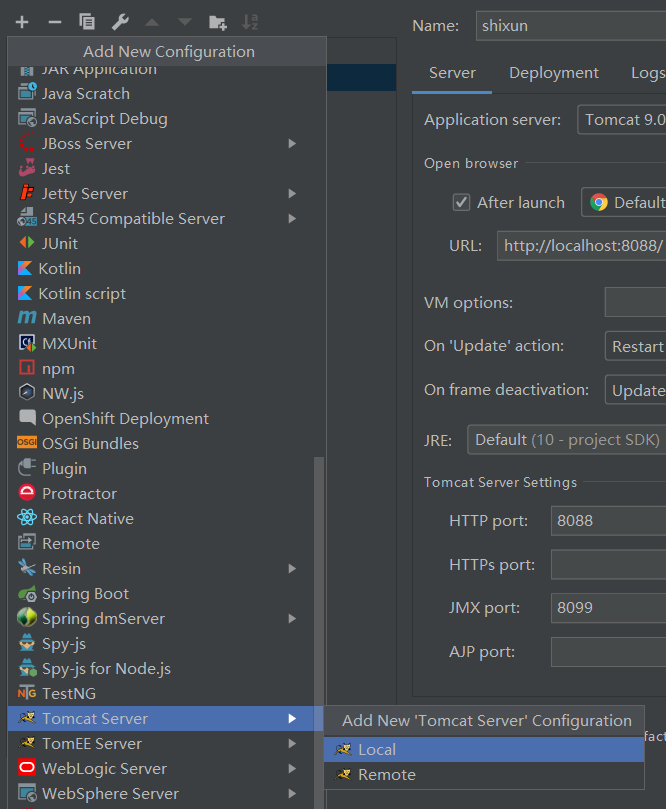 Add New Configuration
JAR Application
Java Scratch
JavaScript Debug
JBoss Server
Jest
Jetty Server
JSR45 Compatible Server
JUnit
Kotlin
Kotlin script
Maven
MXUnit
npm
NW.js
OpenShift Deployment
OSGi Bundles
Plugin
Protractor
React Native
Remote
Resin
Spring Boot
Spring dmServer
Spy-js
Spy-js for Node.js
TestNG
Tomcat Server
TomEE Server
WebLogic Server
WebSphere Server
Add New 'Tomcat Server' Configuration
Local
Remote
Name: shixun
Server Deployment Logs
Application server: Tomcat 9.0
Open browser
After launch Default
URL: http://localhost:8088/
VM options:
On 'Update' action: Restart
On frame deactivation: Update
JRE: Default (10 - project SDK)
Tomcat Server Settings
HTTP port: 8088
HTTPs port:
JMX port: 8099
AJP port: